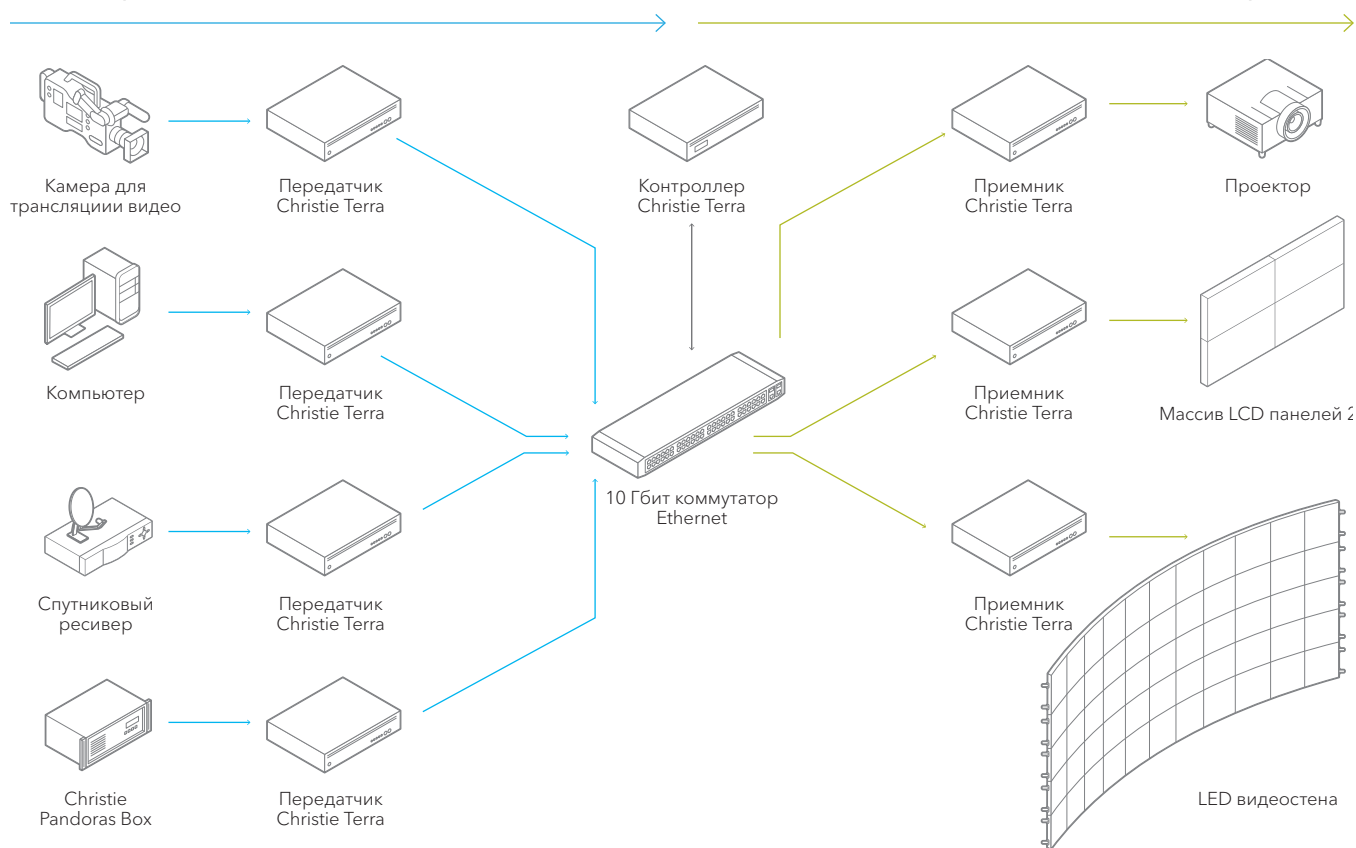 Камера для
трансляциии видео
Передатчик
Christie Terra
Контроллер
Christie Terra
Приемник
Christie Terra
Проектор
Компьютер
Передатчик
Christie Terra
Приемник
Christie Terra
Массив LCD панелей 2
10 Гбит коммутатор
Ethernet
Спутниковый
ресивер
Передатчик
Christie Terra
Приемник
Christie Terra
Christie
Pandoras Box
Передатчик
Christie Terra
LED видеостена